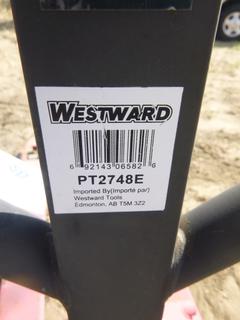 WESTWARD
6 92143 06582 6
PT2748E
Imported By(Importé par)
Westward Tools
Edmonton, AB T5M 3Z2